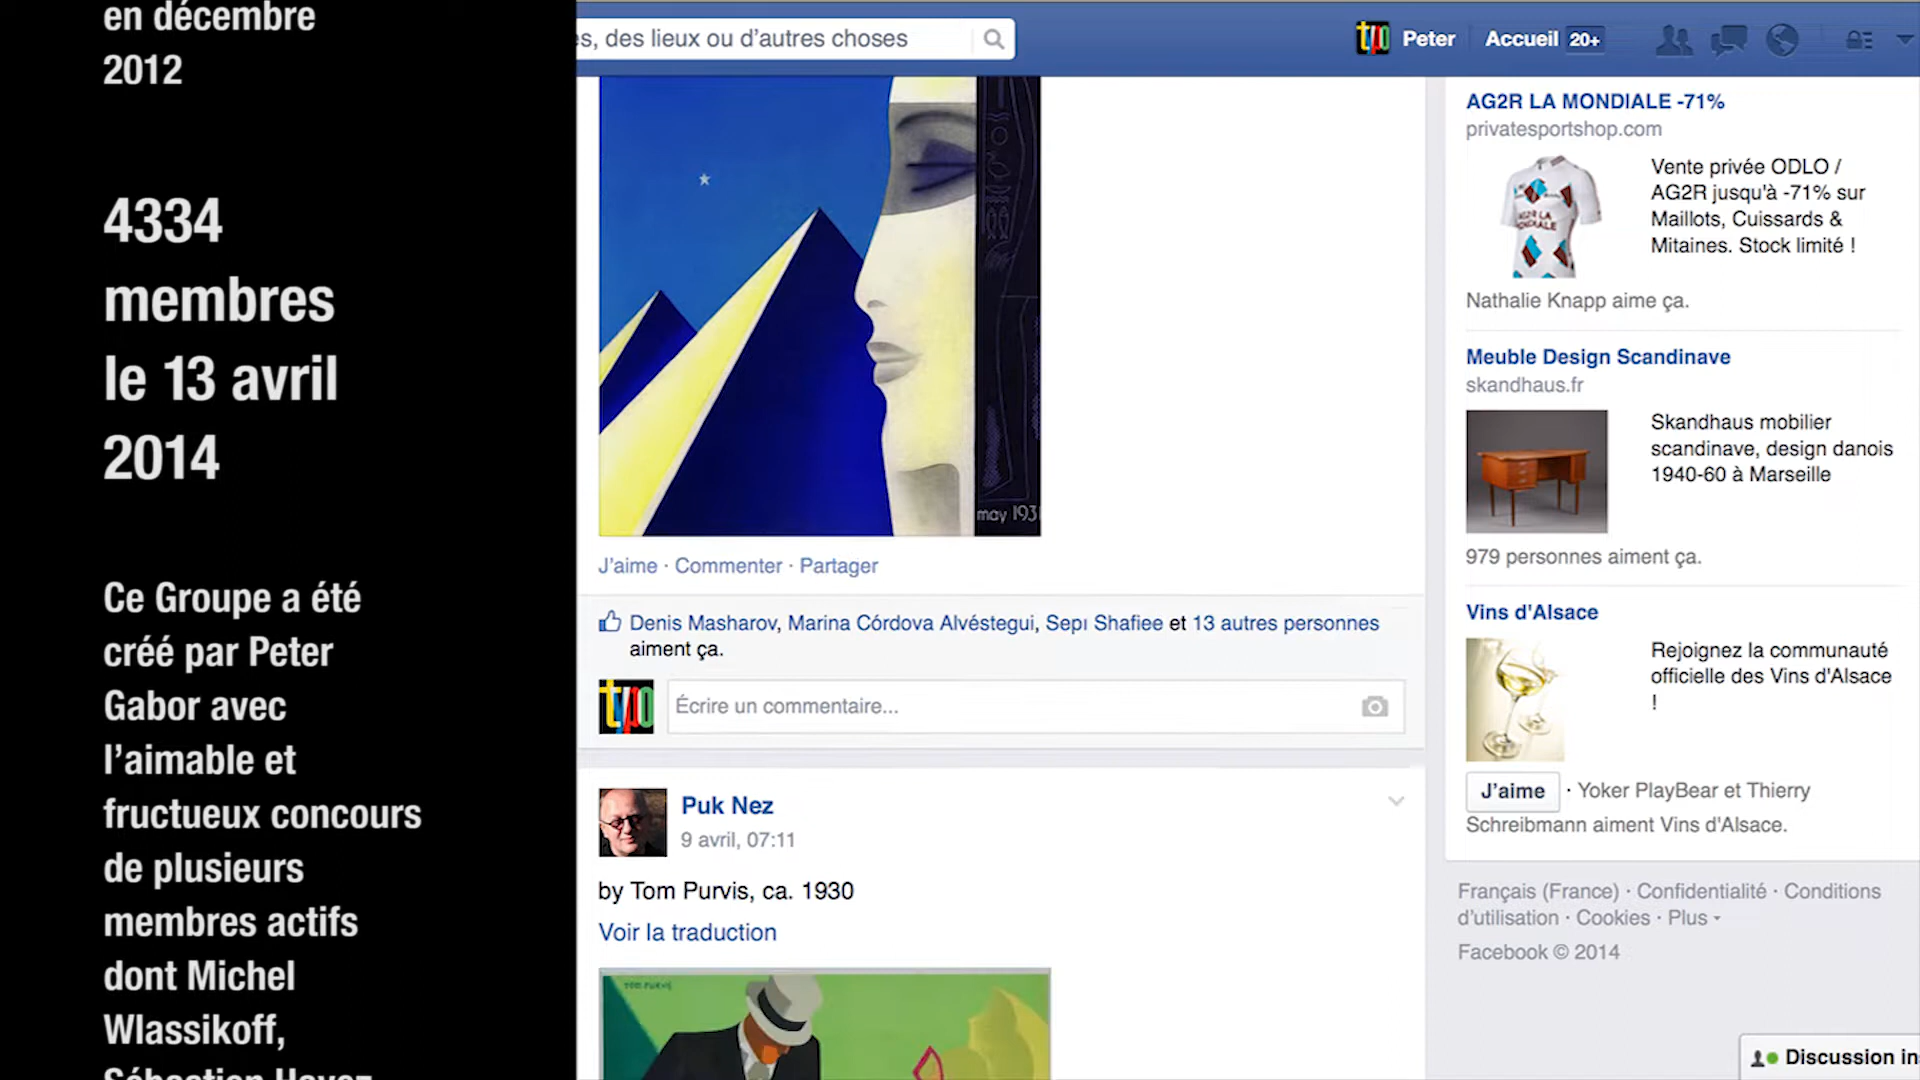 en décembre
2012
4334
membres
le 13 avril
2014
Ce Groupe a été
créé par Peter
Gabor avec
l’aimable et
fructueux concours
de plusieurs
membres actifs
dont Michel
Wlassikoff,
s, des lieux ou d’autres choses
typo
Peter
Accueil 20+
may 193
J’aime · Commenter · Partager
Denis Masharov, Marina Córdova Alvéstegui, Sepı Shafiee et 13 autres personnes
aiment ça.
typo
Écrire un commentaire...
Puk Nez
9 avril, 07:11
by Tom Purvis, ca. 1930
Voir la traduction
TOM PURVIS
AG2R LA MONDIALE -71%
privatesportshop.com
AG2R LA
MONDIALE
Vente privée ODLO /
AG2R jusqu'à -71% sur
Maillots, Cuissards &
Mitaines. Stock limité !
Nathalie Knapp aime ça.
Meuble Design Scandinave
skandhaus.fr
Skandhaus mobilier
scandinave, design danois
1940-60 à Marseille
979 personnes aiment ça.
Vins d'Alsace
Rejoignez la communauté
officielle des Vins d'Alsace
!
J’aime · Yoker PlayBear et Thierry
Schreibmann aiment Vins d'Alsace.
Français (France) · Confidentialité · Conditions
d’utilisation · Cookies · Plus
Facebook © 2014
Discussion in